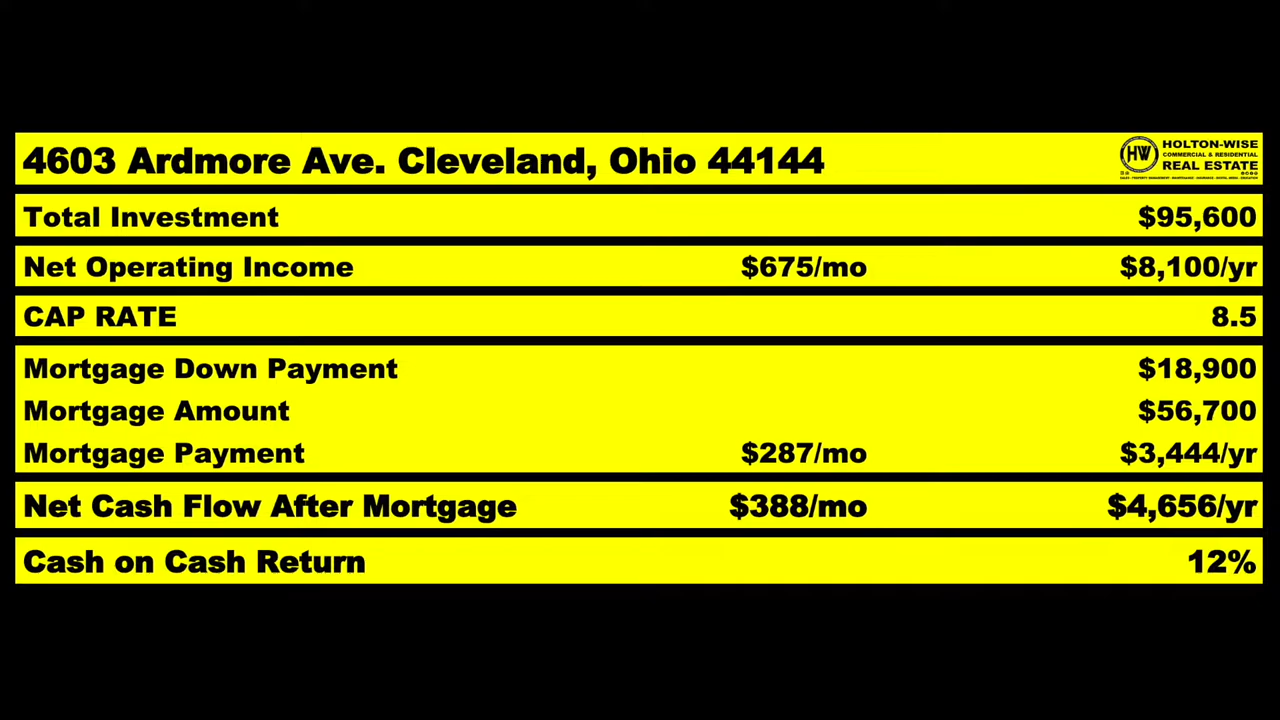 4603 Ardmore Ave. Cleveland, Ohio 44144
HW
HOLTON-WISE
COMMERCIAL & RESIDENTIAL
REAL ESTATE
Total Investment $95,600
Net Operating Income $675/mo $8,100/yr
CAP RATE 8.5
Mortgage Down Payment $18,900
Mortgage Amount $56,700
Mortgage Payment $287/mo $3,444/yr
Net Cash Flow After Mortgage $388/mo $4,656/yr
Cash on Cash Return 12%